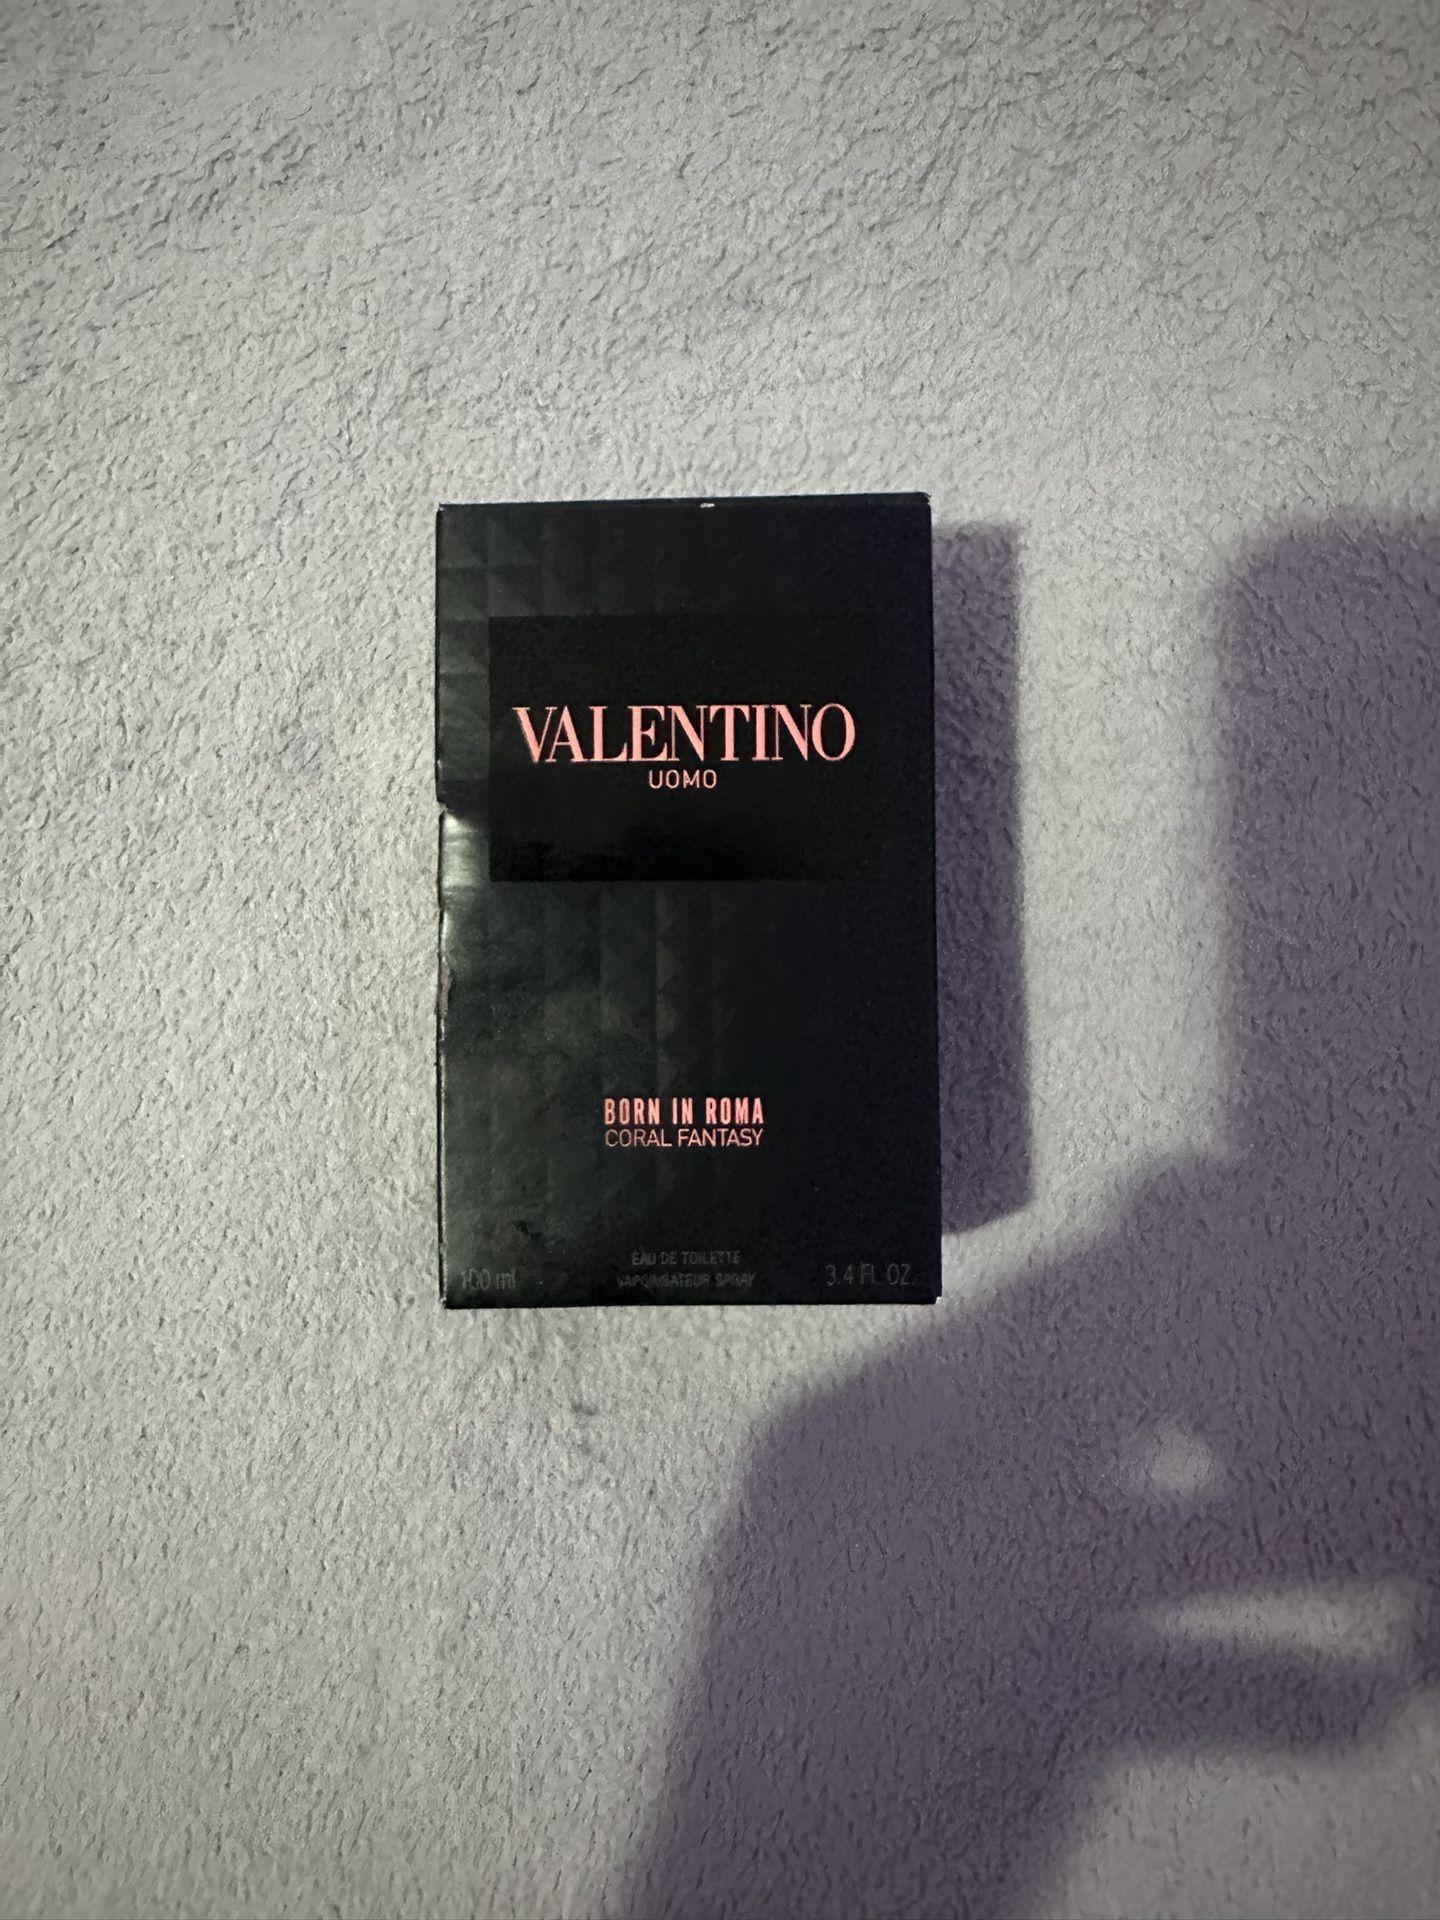 VALENTINO
UOMO
BORN IN ROMA
CORAL FANTASY
EAU DE TOILETTE
100 ml VAPORISATEUR SPRAY 3.4 FL. OZ.